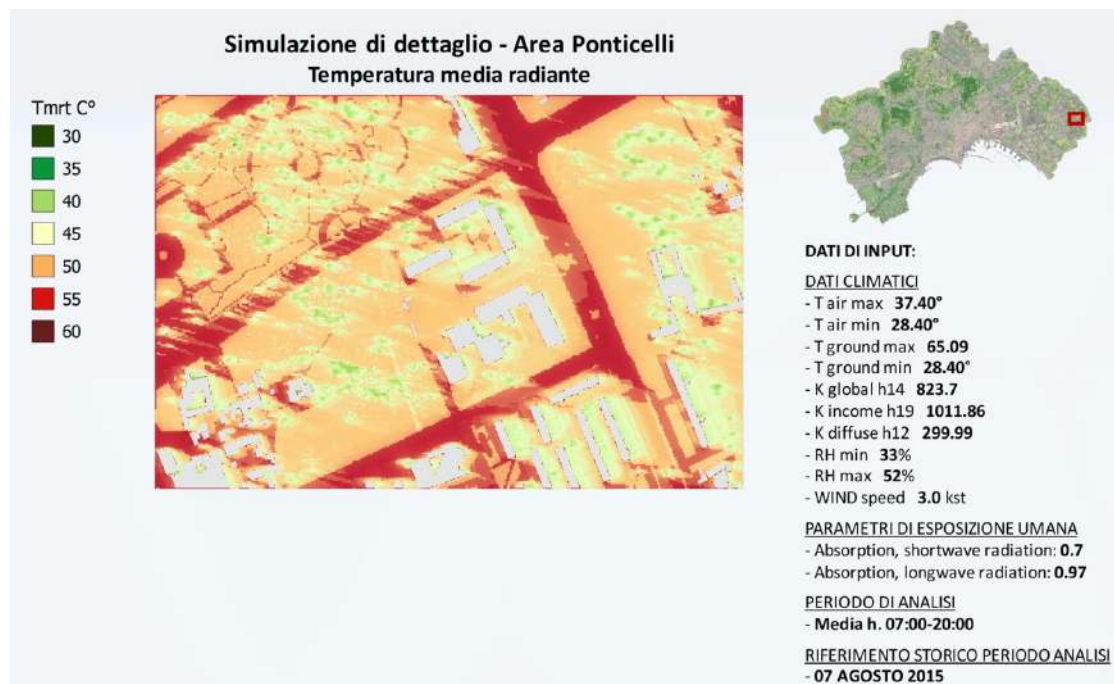 Simulazione di dettaglio - Area Ponticelli
Temperatura media radiante
Tmrt C°
30
35
40
45
50
55
60
DATI DI INPUT:
DATI CLIMATICI
- T air max 37.40°
- T air min 28.40°
- T ground max 65.09
- T ground min 28.40°
- K global h14 823.7
- K income h19 1011.86
- K diffuse h12 299.99
- RH min 33%
- RH max 52%
- WIND speed 3.0 kst
PARAMETRI DI ESPOSIZIONE UMANA
- Absorption, shortwave radiation: 0.7
- Absorption, longwave radiation: 0.97
PERIODO DI ANALISI
- Media h. 07:00-20:00
RIFERIMENTO STORICO PERIODO ANALISI
- 07 AGOSTO 2015